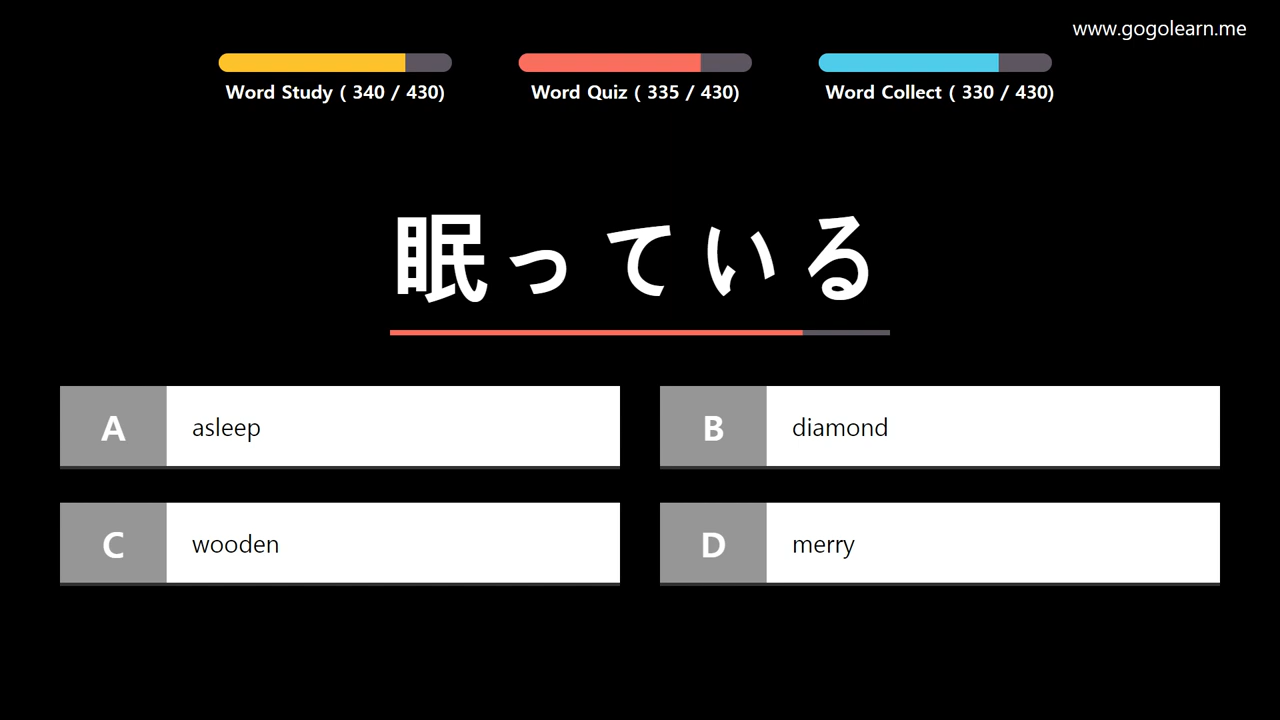 www.gogolearn.me
Word Study ( 340 / 430)
Word Quiz ( 335 / 430)
Word Collect ( 330 / 430)
眠っている
A asleep
B diamond
C wooden
D merry